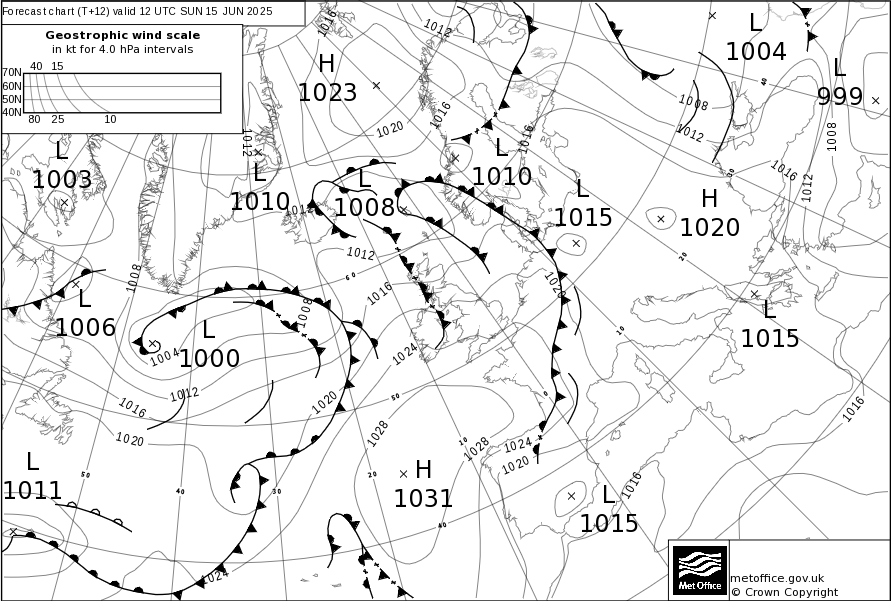 Forecast chart (T+12) valid 12 UTC SUN 15 JUN 2025
Geostrophic wind scale
in kt for 4.0 hPa intervals
40 15
70N
60N
50N
40N
80 25 10
H
1023
L
1004
L
999
L
1003
L
1010
L
1008
L
1010
L
1015
H
1020
L
1006
L
1000
L
1015
L
1011
H
1031
L
1015
1016
1012
1016
1020
1012
1016
1008
1012
1016
1012
1008
1012
1012
1008
1016
1008
1020
1004
1024
1012
1016
1020
1020
1028
1028
1024
1020
1016
1016
1024
60
50
50
40
30
20
10
40
0
10
20
30
40
Met Office
metoffice.gov.uk
© Crown Copyright